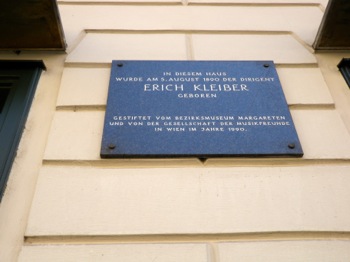 IN DIESEM HAUS
WURDE AM 5. AUGUST 1890 DER DIRIGENT
ERICH KLEIBER
GEBOREN.
GESTIFTET VOM BEZIRKSMUSEUM MARGARETEN
UND VON DER GESELLSCHAFT DER MUSIKFREUNDE
IN WIEN IM JAHRE 1990.